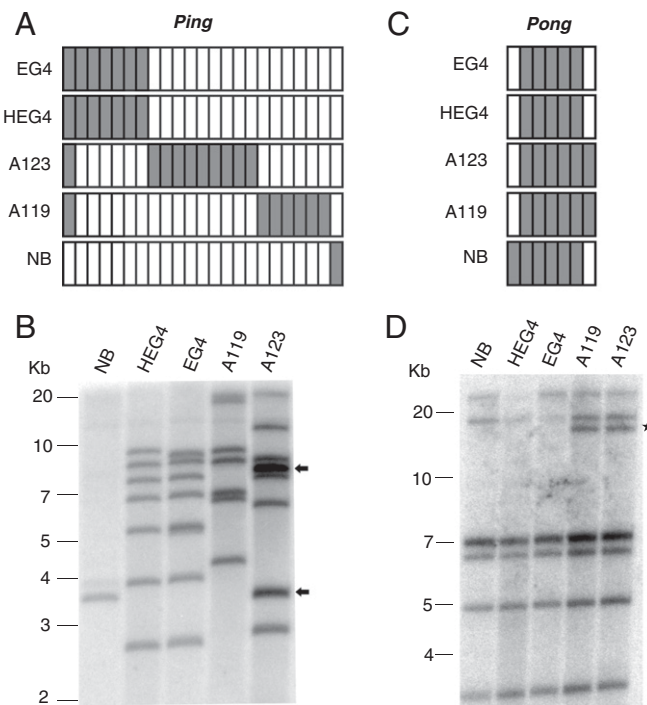 A
Ping
EG4
HEG4
A123
A119
NB
C
Pong
EG4
HEG4
A123
A119
NB
B
Kb
NB
HEG4
EG4
A119
A123
20
10
7
5
4
3
2
D
Kb
NB
HEG4
EG4
A119
A123
20
10
7
5
4